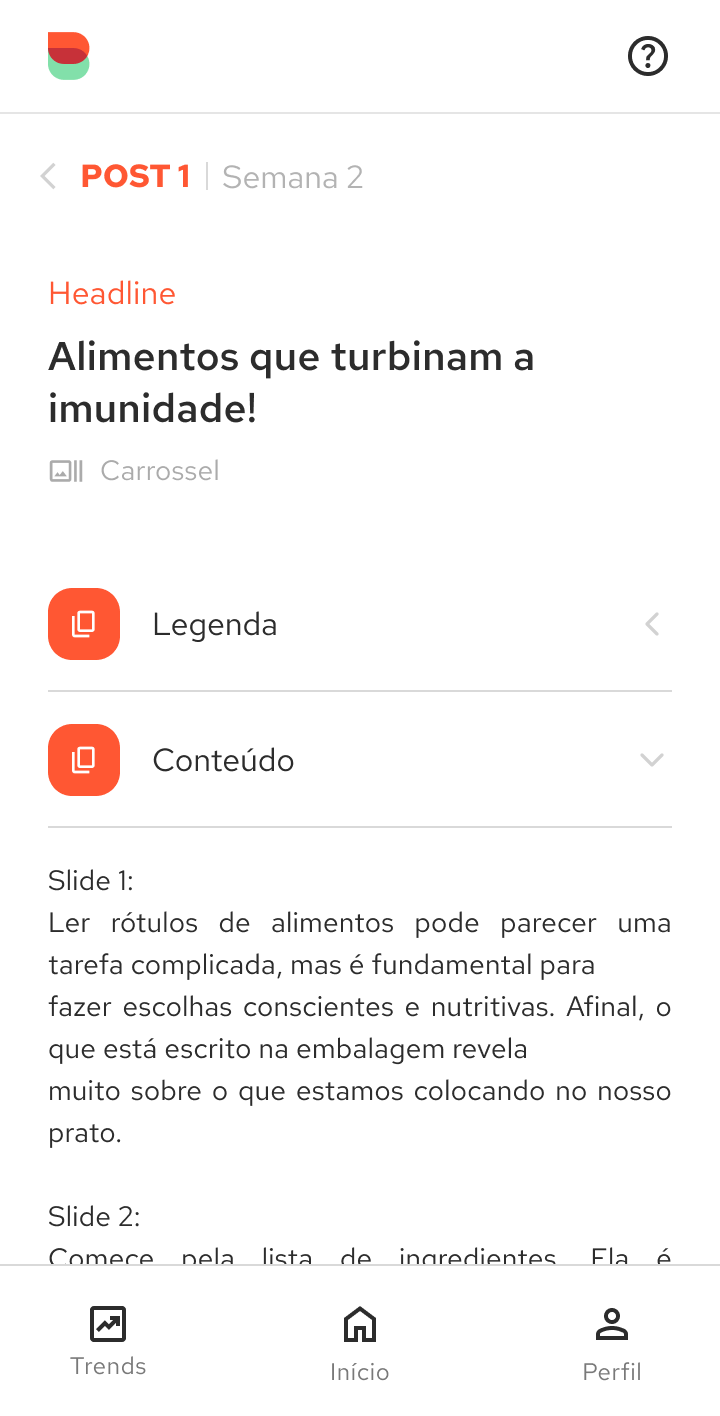 POST 1 | Semana 2
Headline
Alimentos que turbinam a
imunidade!
Carrossel
Legenda
Conteúdo
Slide 1:
Ler rótulos de alimentos pode parecer uma
tarefa complicada, mas é fundamental para
fazer escolhas conscientes e nutritivas. Afinal, o
que está escrito na embalagem revela
muito sobre o que estamos colocando no nosso
prato.
Slide 2:
Comece pela lista de ingredientes. Ela é
Trends
Início
Perfil